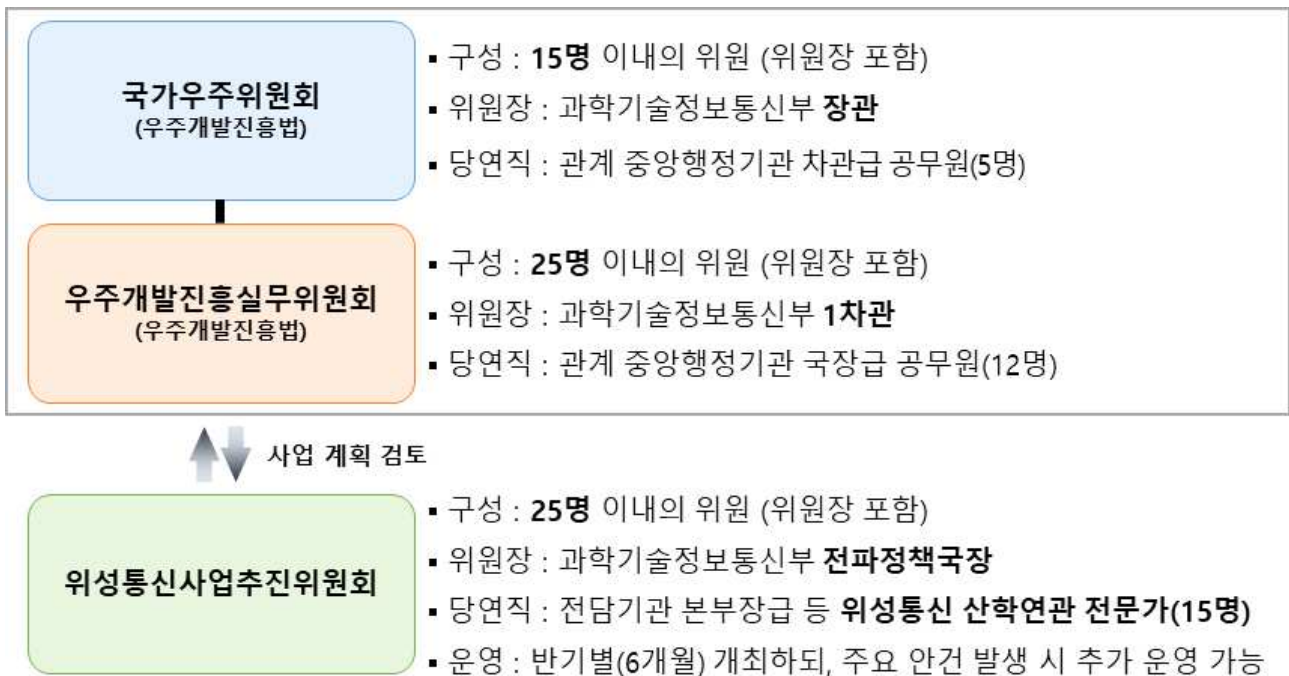 국가우주위원회
(우주개발진흥법)
▪ 구성 : 15명 이내의 위원 (위원장 포함)
▪ 위원장 : 과학기술정보통신부 장관
▪ 당연직 : 관계 중앙행정기관 차관급 공무원(5명)
우주개발진흥실무위원회
(우주개발진흥법)
▪ 구성 : 25명 이내의 위원 (위원장 포함)
▪ 위원장 : 과학기술정보통신부 1차관
▪ 당연직 : 관계 중앙행정기관 국장급 공무원(12명)
사업 계획 검토
위성통신사업추진위원회
▪ 구성 : 25명 이내의 위원 (위원장 포함)
▪ 위원장 : 과학기술정보통신부 전파정책국장
▪ 당연직 : 전담기관 본부장급 등 위성통신 산학연관 전문가(15명)
▪ 운영 : 반기별(6개월) 개최하되, 주요 안건 발생 시 추가 운영 가능